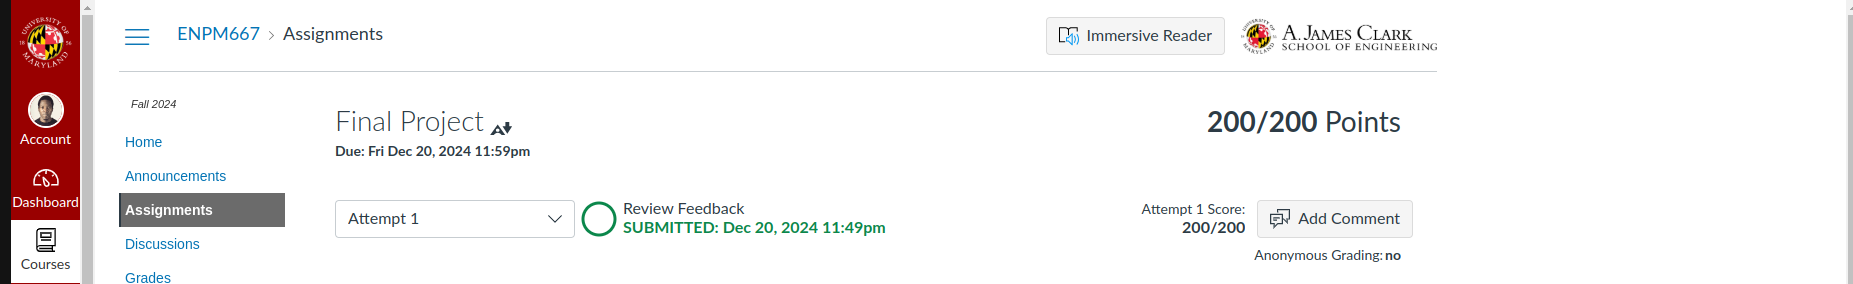 UNIVERSITY OF
18 56
MARYLAND
Account
Dashboard
Courses
ENPM667 > Assignments
Immersive Reader
A. JAMES CLARK
SCHOOL OF ENGINEERING
Fall 2024
Home
Announcements
Assignments
Discussions
Grades
Final Project
Due: Fri Dec 20, 2024 11:59pm
200/200 Points
Attempt 1
Review Feedback
SUBMITTED: Dec 20, 2024 11:49pm
Attempt 1 Score:
200/200
Add Comment
Anonymous Grading: no